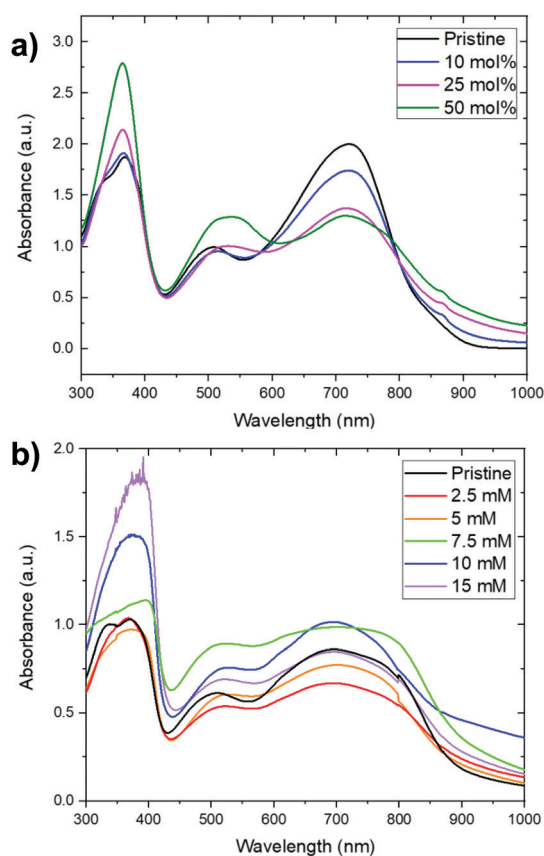 a)
3.0
2.5
2.0
1.5
1.0
0.5
0.0
Absorbance (a.u.)
Pristine
10 mol%
25 mol%
50 mol%
300 400 500 600 700 800 900 1000
Wavelength (nm)
b)
2.0
1.5
1.0
0.5
0.0
Absorbance (a.u.)
Pristine
2.5 mM
5 mM
7.5 mM
10 mM
15 mM
300 400 500 600 700 800 900 1000
Wavelength (nm)